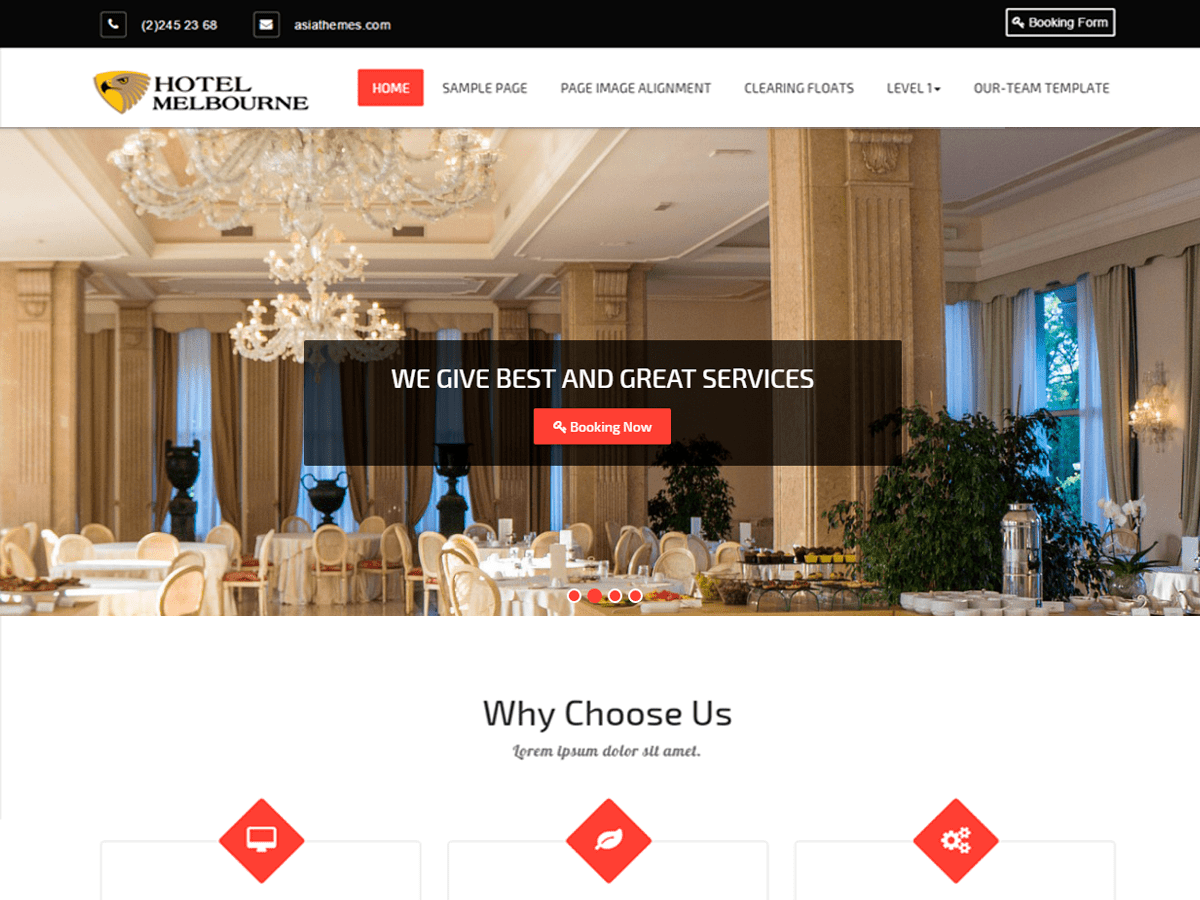 (2)245 23 68
asiathemes.com
Booking Form
HOTEL
MELBOURNE
HOME
SAMPLE PAGE
PAGE IMAGE ALIGNMENT
CLEARING FLOATS
LEVEL 1
OUR-TEAM TEMPLATE
WE GIVE BEST AND GREAT SERVICES
Booking Now
Why Choose Us
Lorem ipsum dolor sit amet.